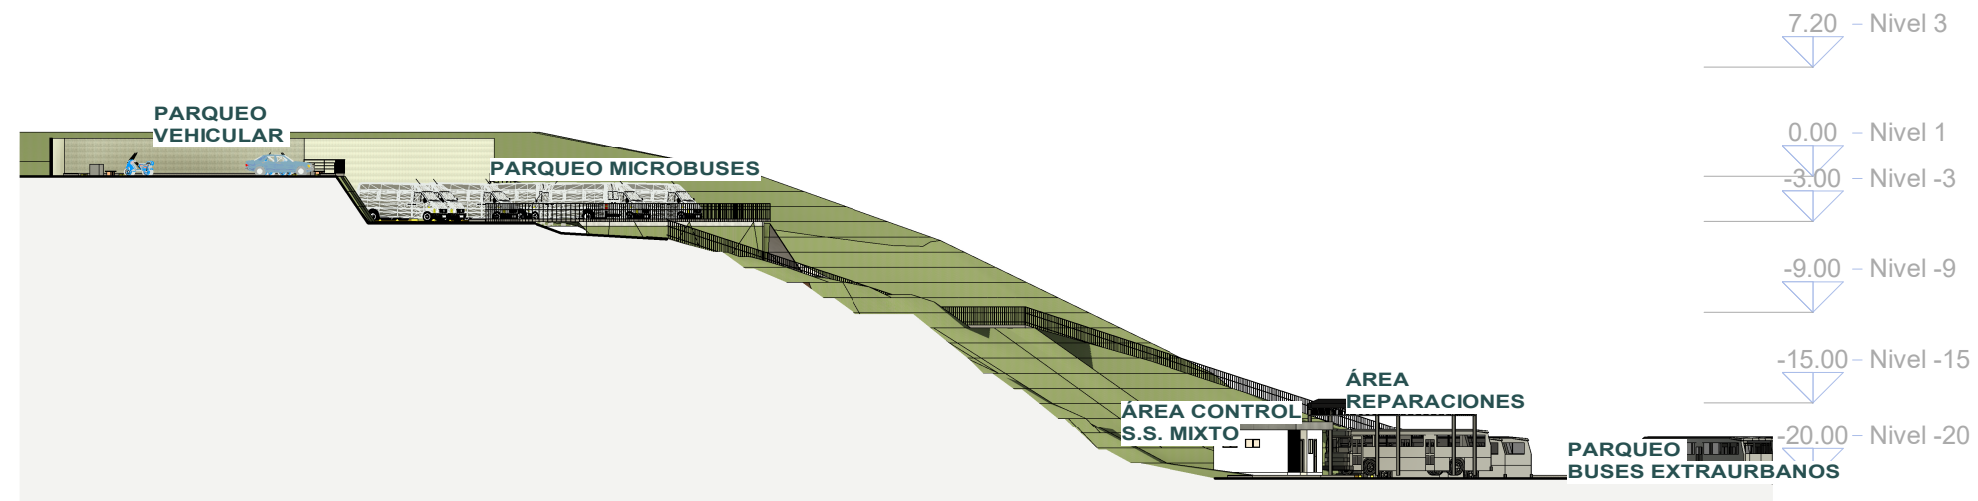 7.20 – Nivel 3
PARQUEO
VEHICULAR
0.00 – Nivel 1
PARQUEO MICROBUSES
-3.00 – Nivel -3
-9.00 – Nivel -9
-15.00 – Nivel -15
ÁREA
REPARACIONES
ÁREA CONTROL
S.S. MIXTO
-20.00 – Nivel -20
PARQUEO
BUSES EXTRAURBANOS